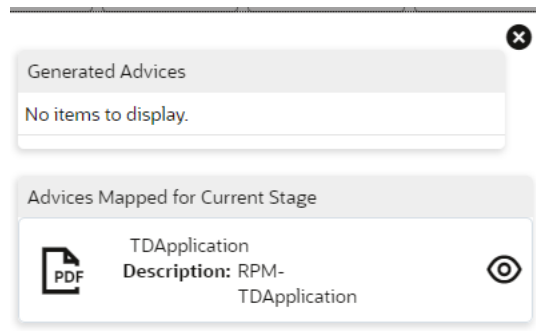 Generated Advices
No items to display.
Advices Mapped for Current Stage
TDApplication
Description: RPM-
TDApplication
PDF